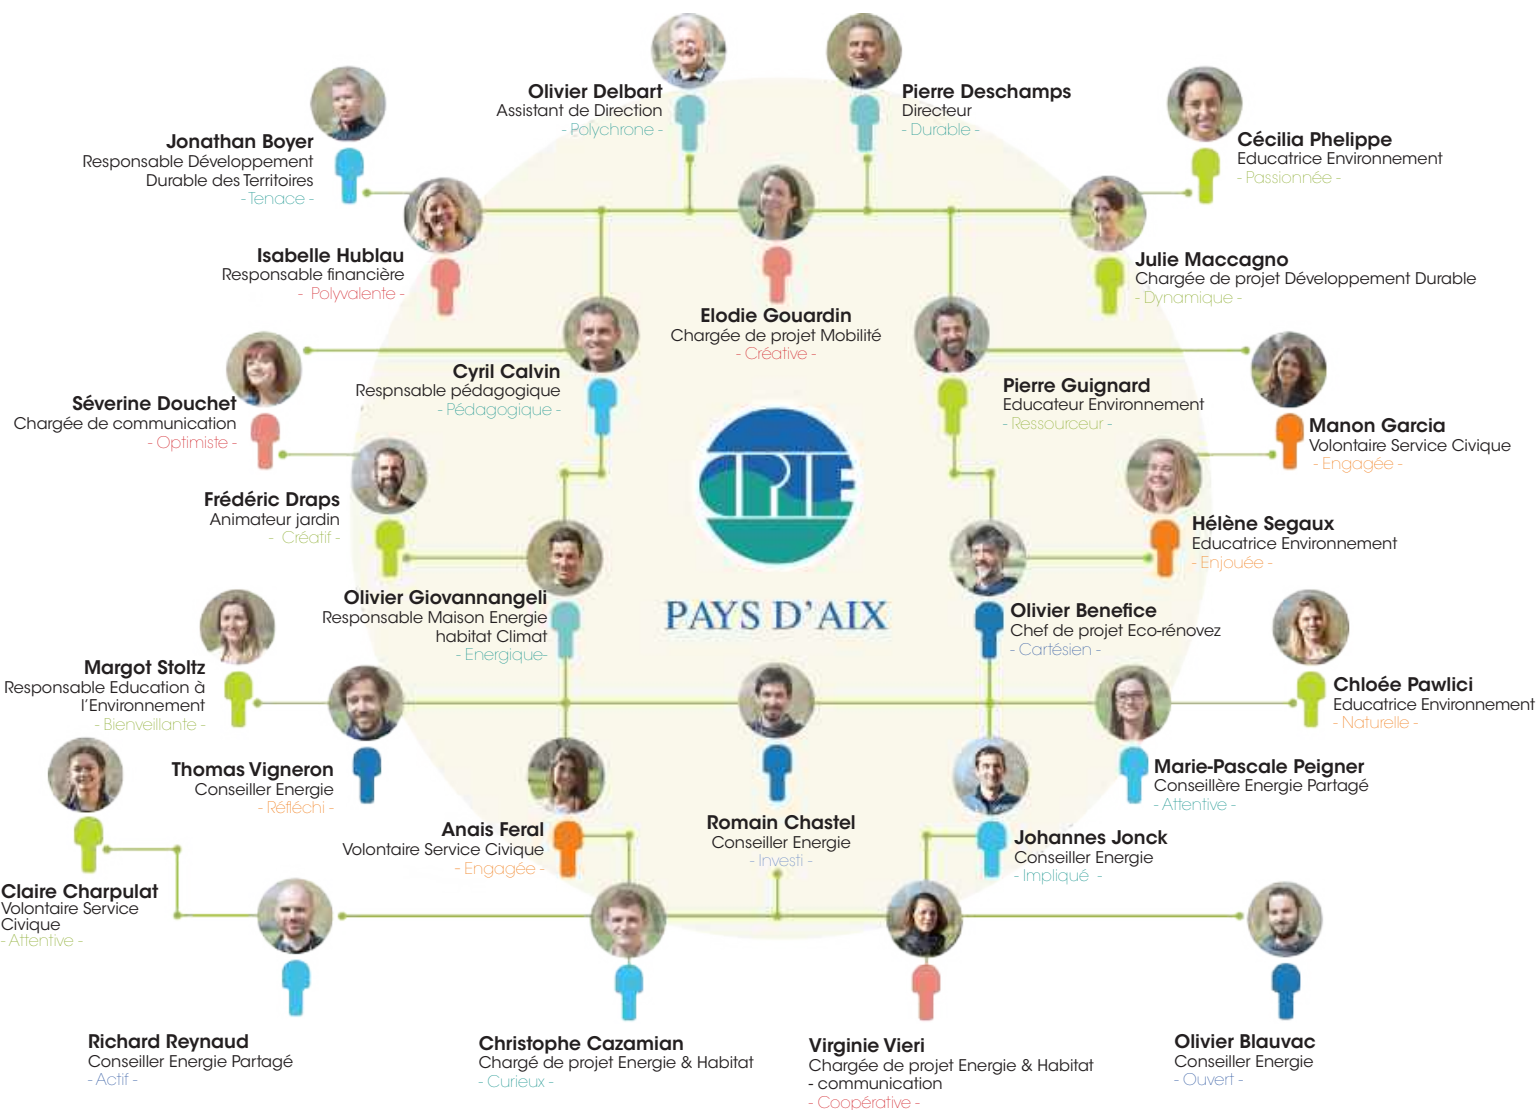 Olivier Delbart
Assistant de Direction
- Polychrone -
Pierre Deschamps
Directeur
- Durable -
Jonathan Boyer
Responsable Développement
Durable des Territoires
- Tenace -
Cécilia Phelippe
Educatrice Environnement
- Passionnée -
Isabelle Hublau
Responsable financière
- Polyvalente -
Elodie Gouardin
Chargée de projet Mobilité
- Créative -
Julie Maccagno
Chargée de projet Développement Durable
- Dynamique -
Séverine Douchet
Chargée de communication
- Optimiste -
Cyril Calvin
Respnsable pédagogique
- Pédagogique -
Pierre Guignard
Educateur Environnement
- Ressourceur -
Manon Garcia
Volontaire Service Civique
- Engagée -
CPIE
PAYS D'AIX
Frédéric Draps
Animateur jardin
- Créatif -
Hélène Segaux
Educatrice Environnement
- Enjouée -
Olivier Giovannangeli
Responsable Maison Energie
habitat Climat
- Energique-
Olivier Benefice
Chef de projet Eco-rénovez
- Cartésien -
Margot Stoltz
Responsable Education à
l'Environnement
- Bienveillante -
Chloée Pawlici
Educatrice Environnement
- Naturelle -
Thomas Vigneron
Conseiller Energie
- Réfléchi -
Marie-Pascale Peigner
Conseillère Energie Partagé
- Attentive -
Anais Feral
Volontaire Service Civique
- Engagée -
Romain Chastel
Conseiller Energie
- Investi -
Johannes Jonck
Conseiller Energie
- Impliqué -
Claire Charpulat
Volontaire Service
Civique
- Attentive -
Richard Reynaud
Conseiller Energie Partagé
- Actif -
Christophe Cazamian
Chargé de projet Energie & Habitat
- Curieux -
Virginie Vieri
Chargée de projet Energie & Habitat
- communication
- Coopérative -
Olivier Blauvac
Conseiller Energie
- Ouvert -